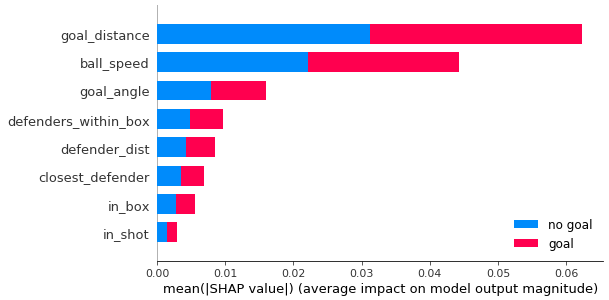 goal_distance
ball_speed
goal_angle
defenders_within_box
defender_dist
closest_defender
in_box
in_shot
no goal
goal
0.00 0.01 0.02 0.03 0.04 0.05 0.06
mean(|SHAP value|) (average impact on model output magnitude)